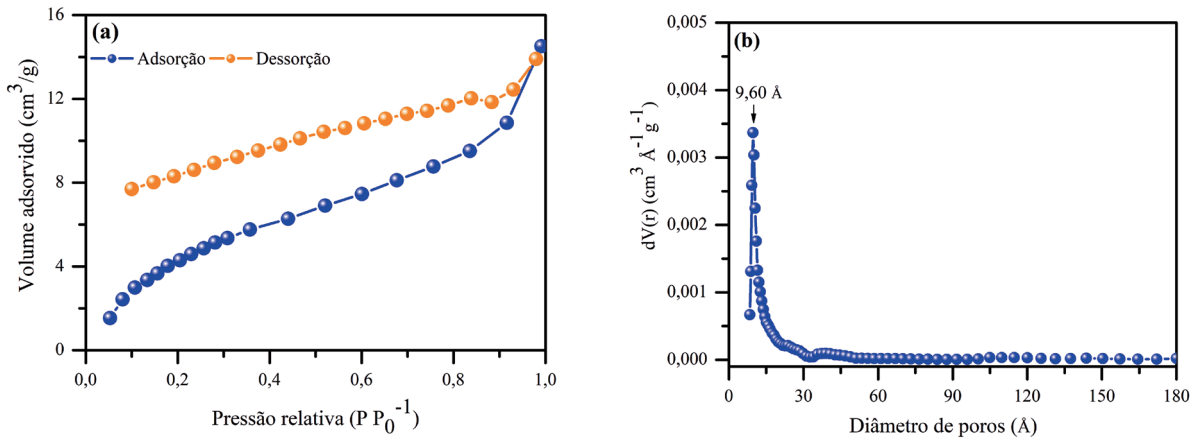 (a)
Adsorção Dessorção
Volume adsorvido (cm³/g)
16
12
8
4
0
0,0 0,2 0,4 0,6 0,8 1,0
Pressão relativa (P P₀⁻¹)
(b)
9,60 Å
dV(r) (cm³ Å⁻¹ g⁻¹)
0,005
0,004
0,003
0,002
0,001
0,000
0 30 60 90 120 150 180
Diâmetro de poros (Å)